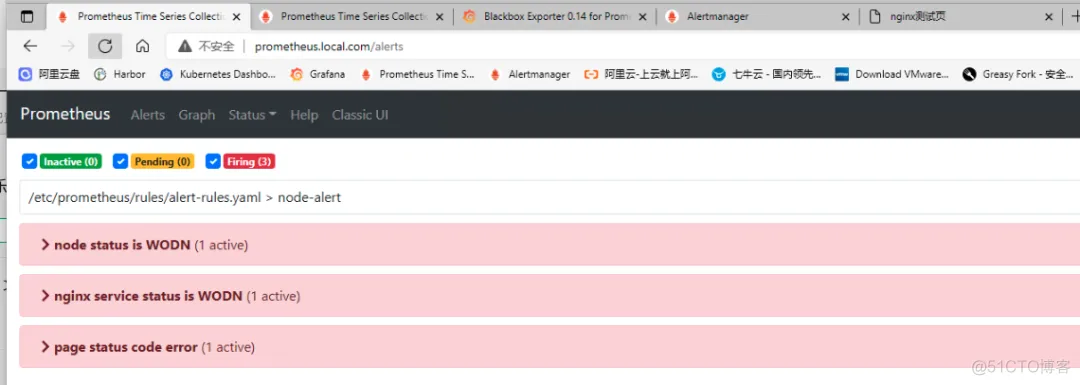 Prometheus Time Series Collecti
Prometheus Time Series Collecti
Blackbox Exporter 0.14 for Prom
Alertmanager
nginx测试页
不安全
prometheus.local.com/alerts
阿里云盘
Harbor
Kubernetes Dashbo...
Grafana
Prometheus Time S...
Alertmanager
阿里云-上云就上阿...
七牛云 - 国内领先...
Download VMware...
Greasy Fork - 安全...
Prometheus
Alerts
Graph
Status
Help
Classic UI
Inactive (0)
Pending (0)
Firing (3)
/etc/prometheus/rules/alert-rules.yaml > node-alert
node status is WODN (1 active)
nginx service status is WODN (1 active)
page status code error (1 active)
@51CTO博客